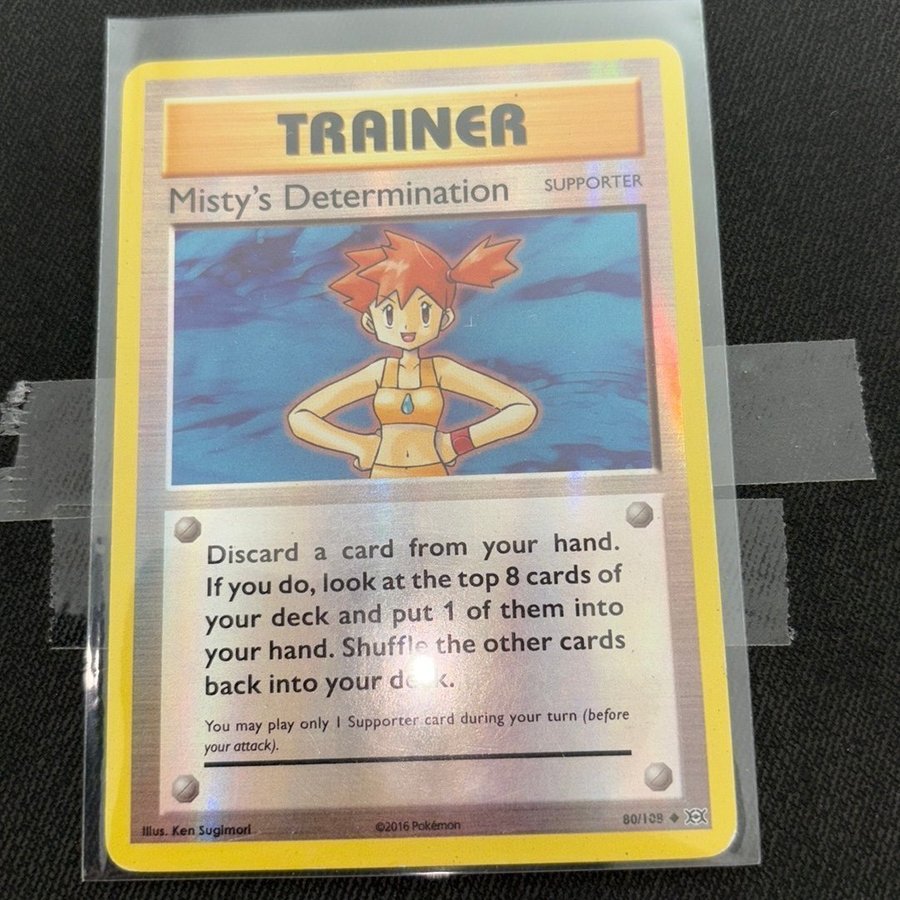 TRAINER
Misty's Determination SUPPORTER
Discard a card from your hand.
If you do, look at the top 8 cards of
your deck and put 1 of them into
your hand. Shuffle the other cards
back into your deck.
You may play only 1 Supporter card during your turn (before
your attack).
Illus. Ken Sugimori ©2016 Pokémon 80/108